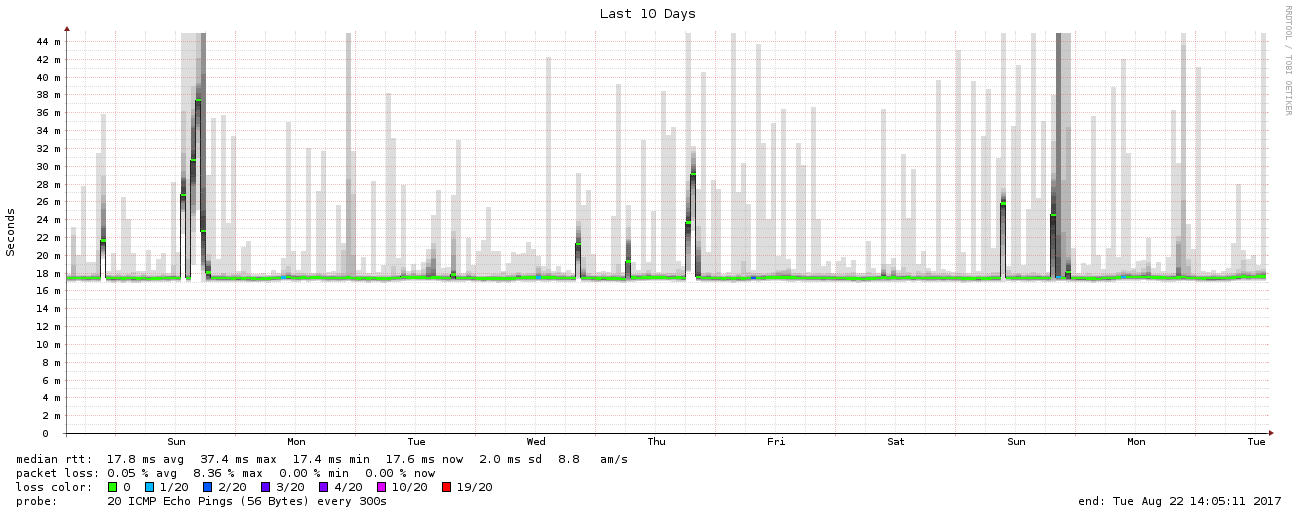 Last 10 Days
RRDTOOL / TOBI OETIKER
Seconds
44 m
42 m
40 m
38 m
36 m
34 m
32 m
30 m
28 m
26 m
24 m
22 m
20 m
18 m
16 m
14 m
12 m
10 m
8 m
6 m
4 m
2 m
0
Sun Mon Tue Wed Thu Fri Sat Sun Mon Tue
median rtt: 17.8 ms avg 37.4 ms max 17.4 ms min 17.6 ms now 2.0 ms sd 8.8 am/s
packet loss: 0.05 % avg 8.36 % max 0.00 % min 0.00 % now
loss color: 0 1/20 2/20 3/20 4/20 10/20 19/20
probe: 20 ICMP Echo Pings (56 Bytes) every 300s end: Tue Aug 22 14:05:11 2017